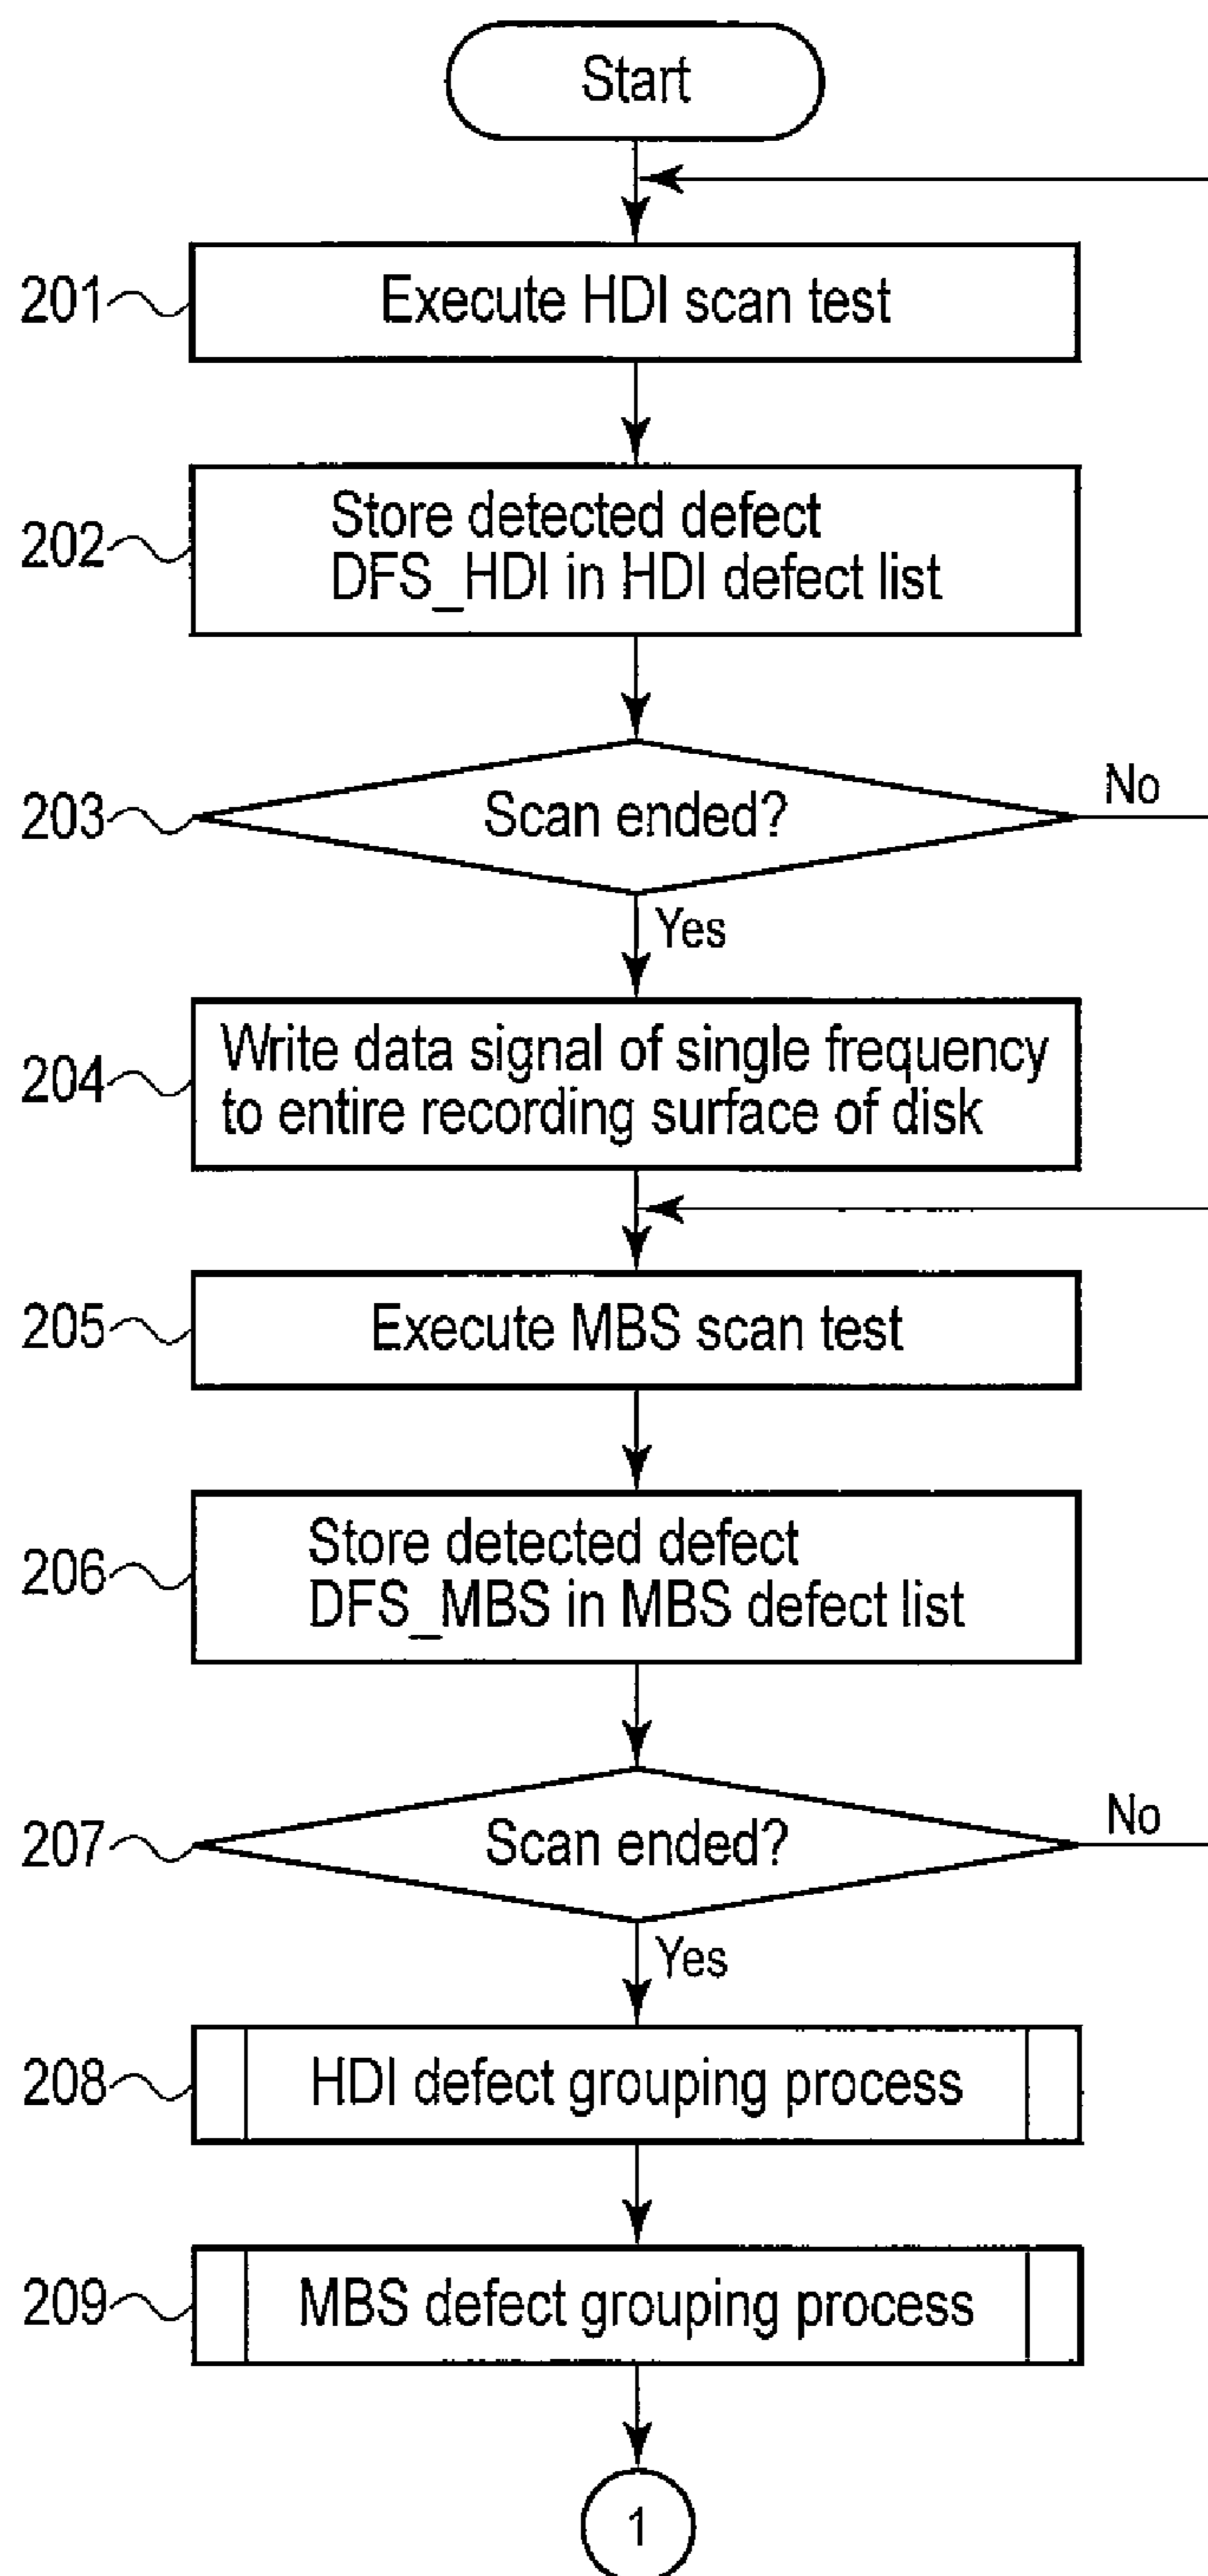 Start
201
Execute HDI scan test
202
Store detected defect
DFS_HDI in HDI defect list
203
Scan ended?
No
Yes
204
Write data signal of single frequency
to entire recording surface of disk
205
Execute MBS scan test
206
Store detected defect
DFS_MBS in MBS defect list
207
Scan ended?
No
Yes
208
HDI defect grouping process
209
MBS defect grouping process
1